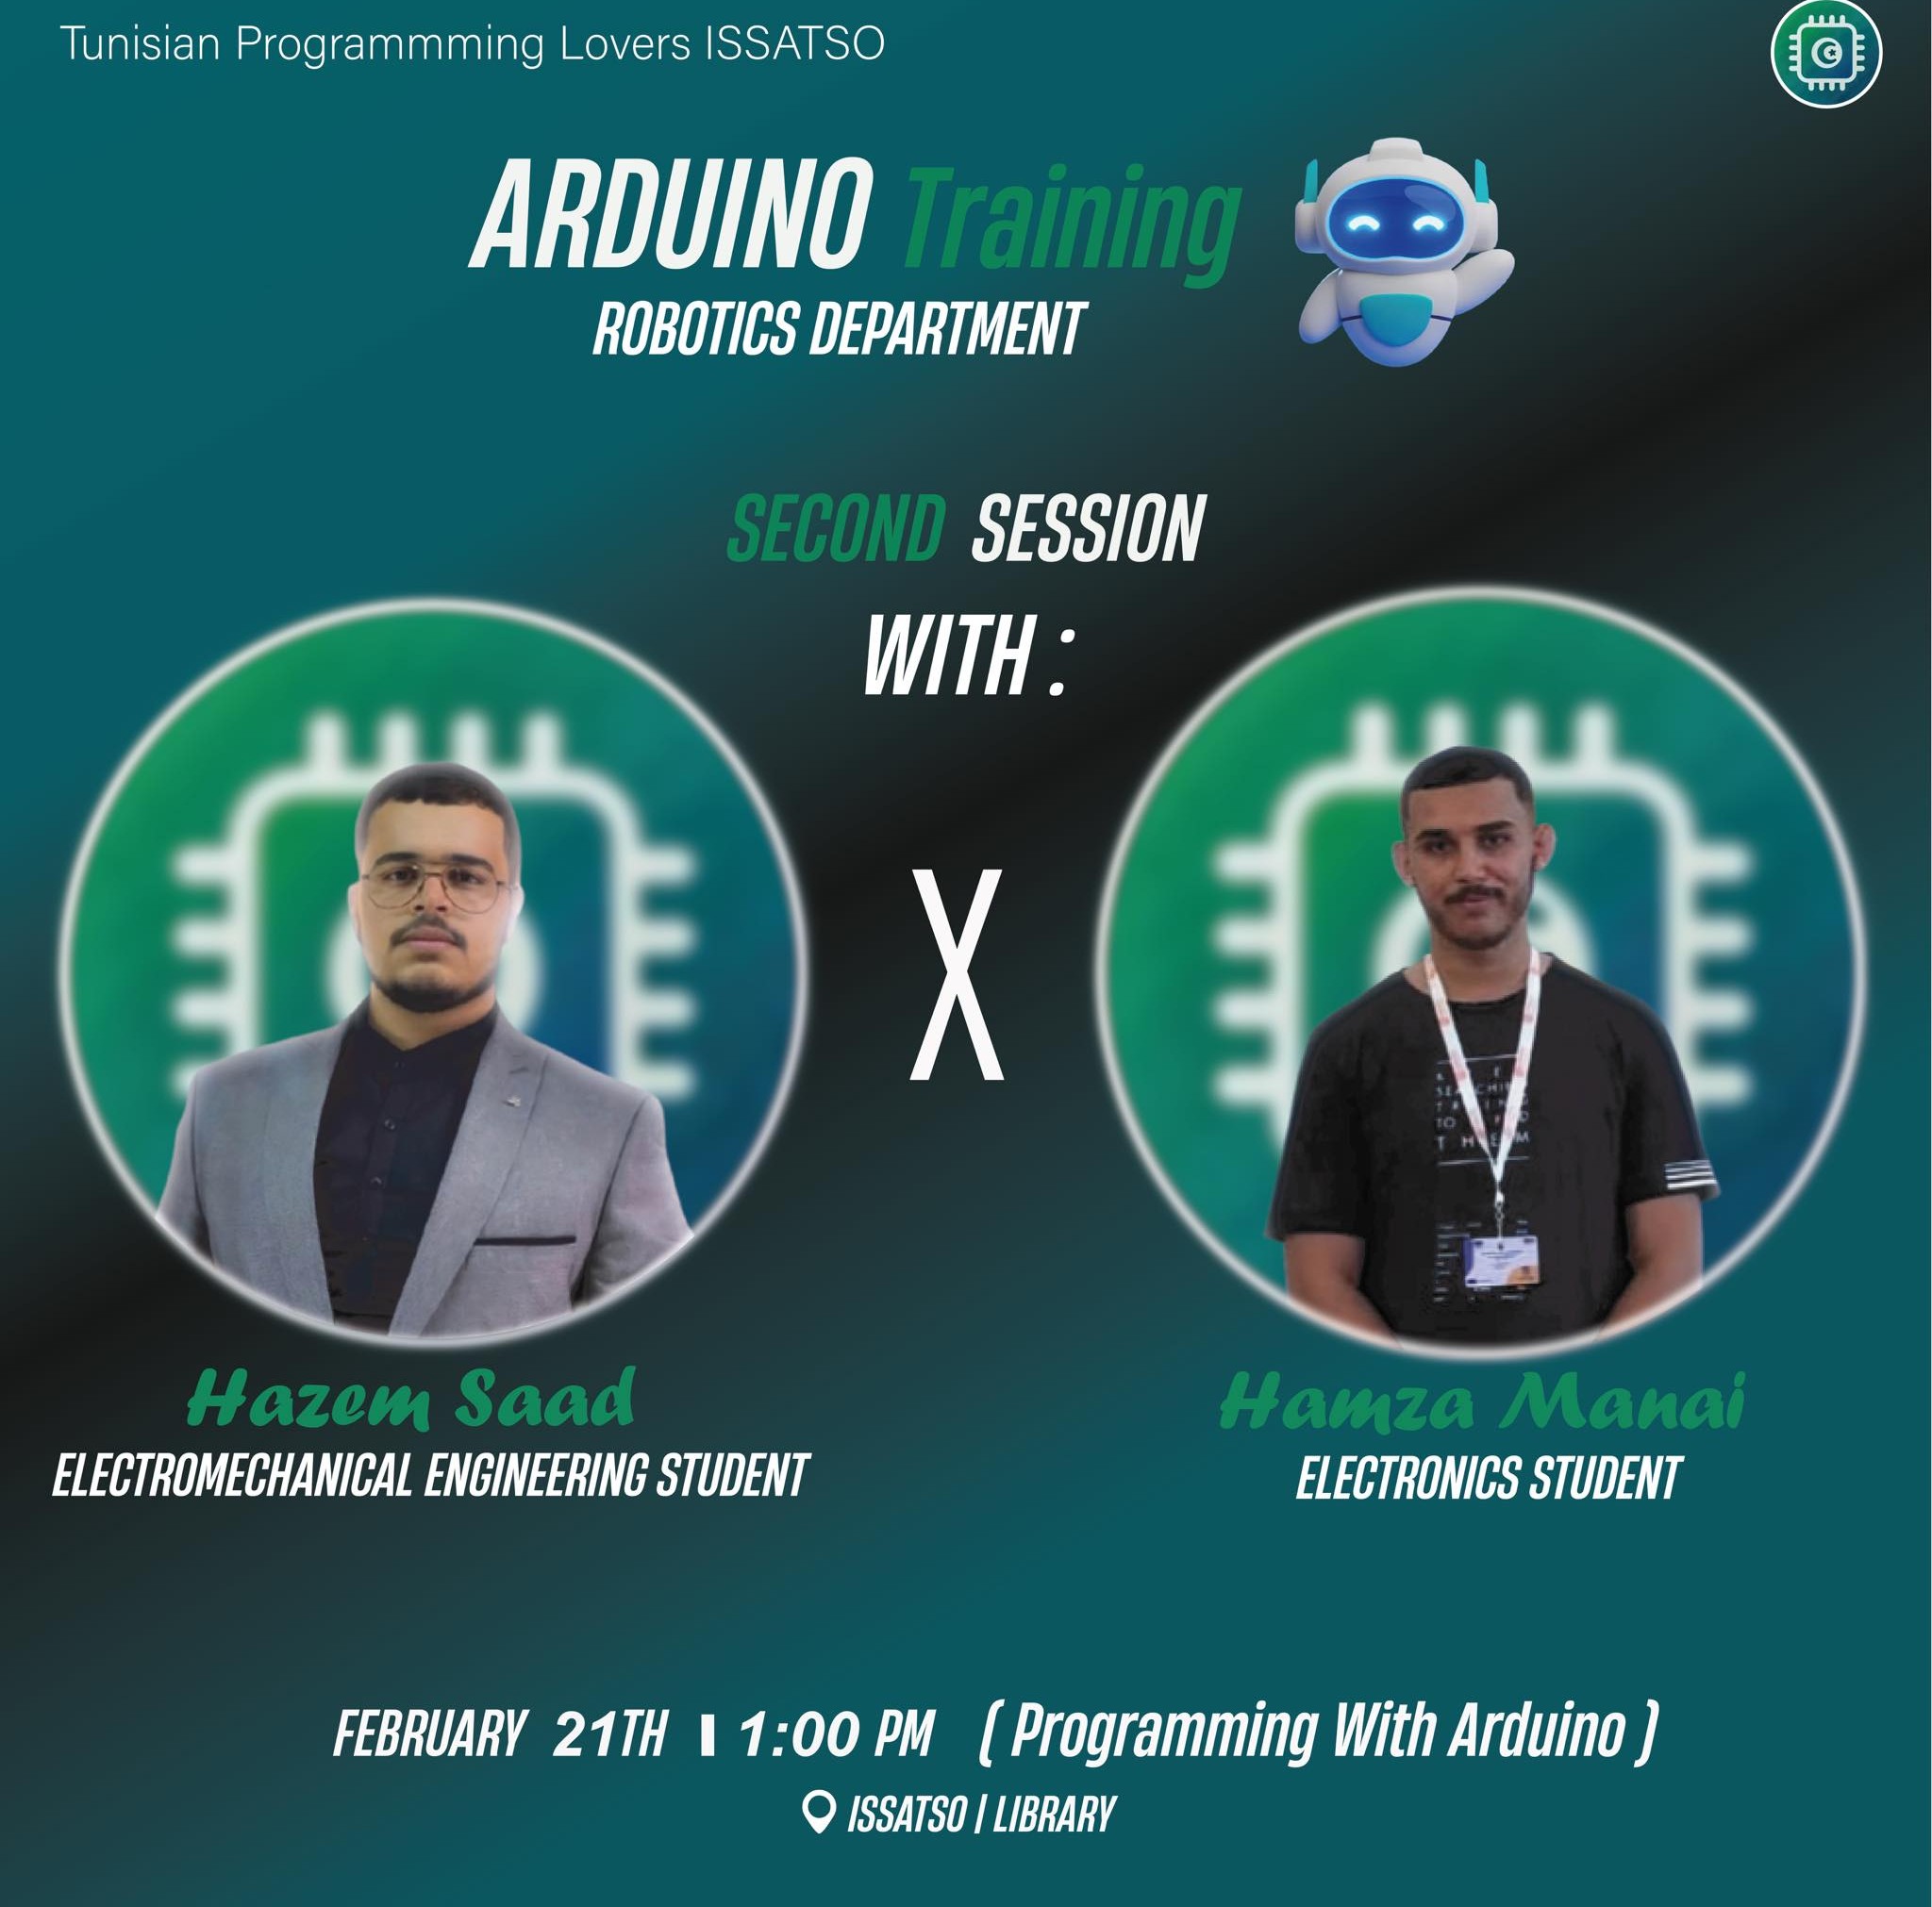 Tunisian Programmming Lovers ISSATSO
ARDUINO Training
ROBOTICS DEPARTMENT
SECOND SESSION
WITH :
X
Hazem Saad
ELECTROMECHANICAL ENGINEERING STUDENT
Hamza Manai
ELECTRONICS STUDENT
FEBRUARY 21TH I 1:00 PM ( Programming With Arduino )
ISSATSO | LIBRARY